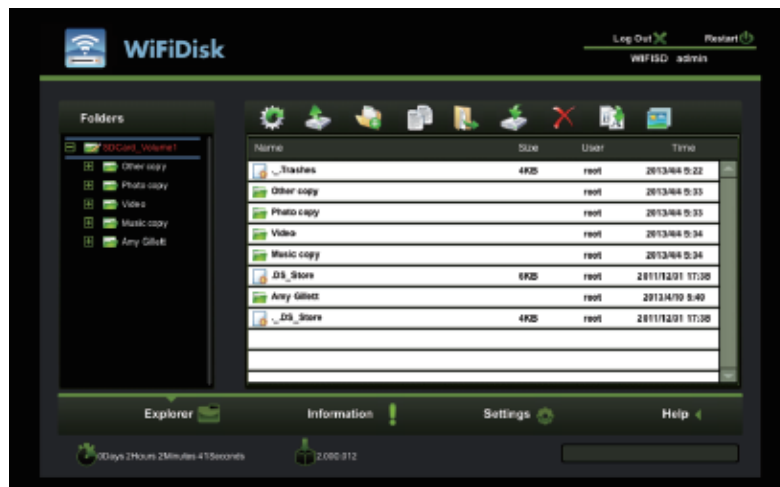 WiFiDisk
Log Out Restart
WIFISD admin
Folders
SDCard_Volume1
Other copy
Photo copy
Video
Music copy
Amy Gillett
Name Size User Time
._.Trashes 4KB root 2013/4/4 5:22
Other copy root 2013/4/4 5:33
Photo copy root 2013/4/4 5:33
Video root 2013/4/4 5:34
Music copy root 2013/4/4 5:34
.DS_Store 6KB root 2011/12/31 17:38
Amy Gillett root 2013/4/10 5:40
._.DS_Store 4KB root 2011/12/31 17:38
Explorer Information Settings Help
0Days 2Hours 2Minutes 41Seconds 2.000.012